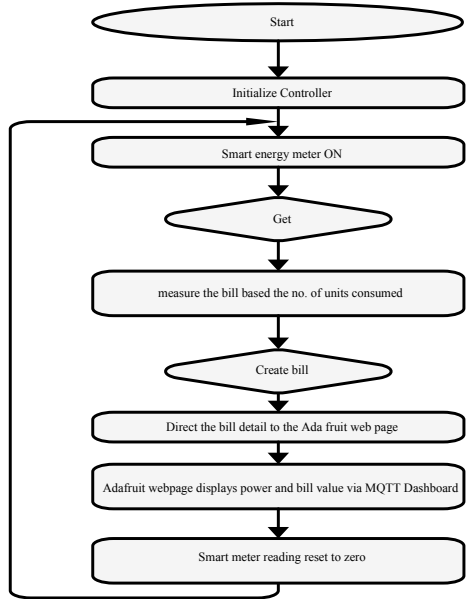 Start
Initialize Controller
Smart energy meter ON
Get
measure the bill based the no. of units consumed
Create bill
Direct the bill detail to the Ada fruit web page
Adafruit webpage displays power and bill value via MQTT Dashboard
Smart meter reading reset to zero